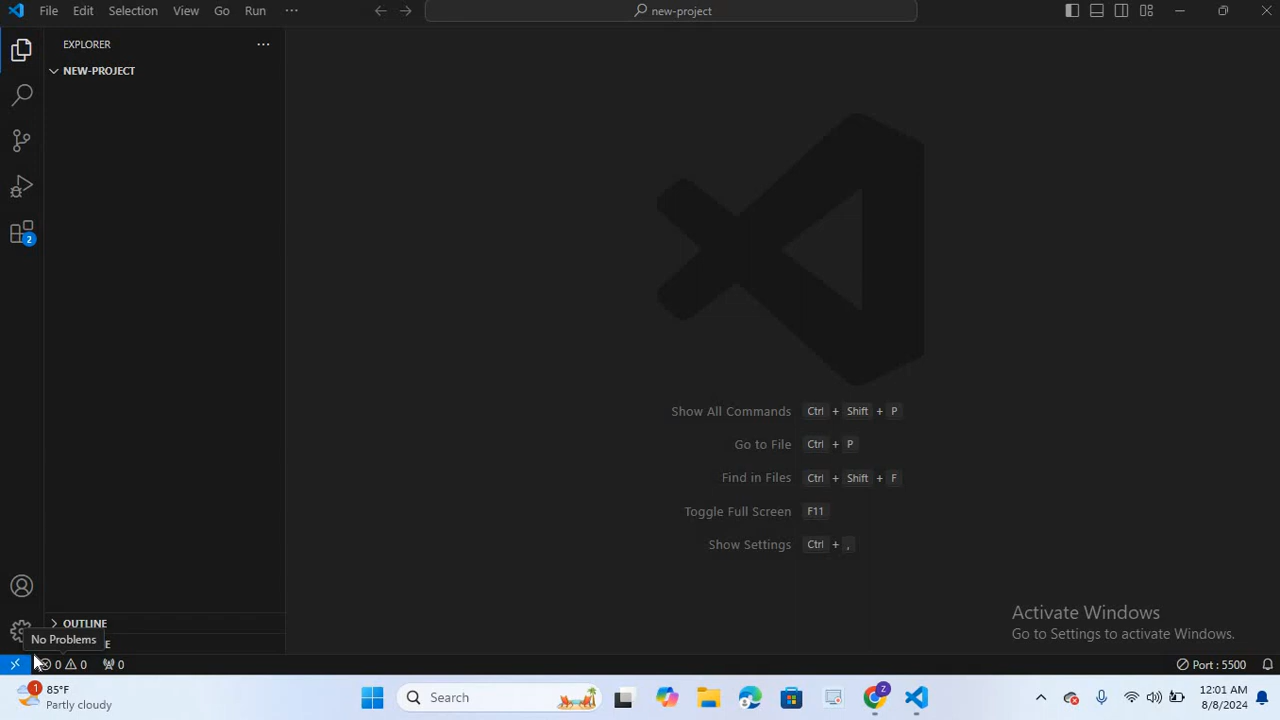 File Edit Selection View Go Run ··· new-project
EXPLORER ···
NEW-PROJECT
2
Show All Commands Ctrl + Shift + P
Go to File Ctrl + P
Find in Files Ctrl + Shift + F
Toggle Full Screen F11
Show Settings Ctrl + ,
OUTLINE
No Problems
E
Activate Windows
Go to Settings to activate Windows.
0 0 0 Port : 5500
1 85°F
Partly cloudy
Search
Z
12:01 AM
8/8/2024